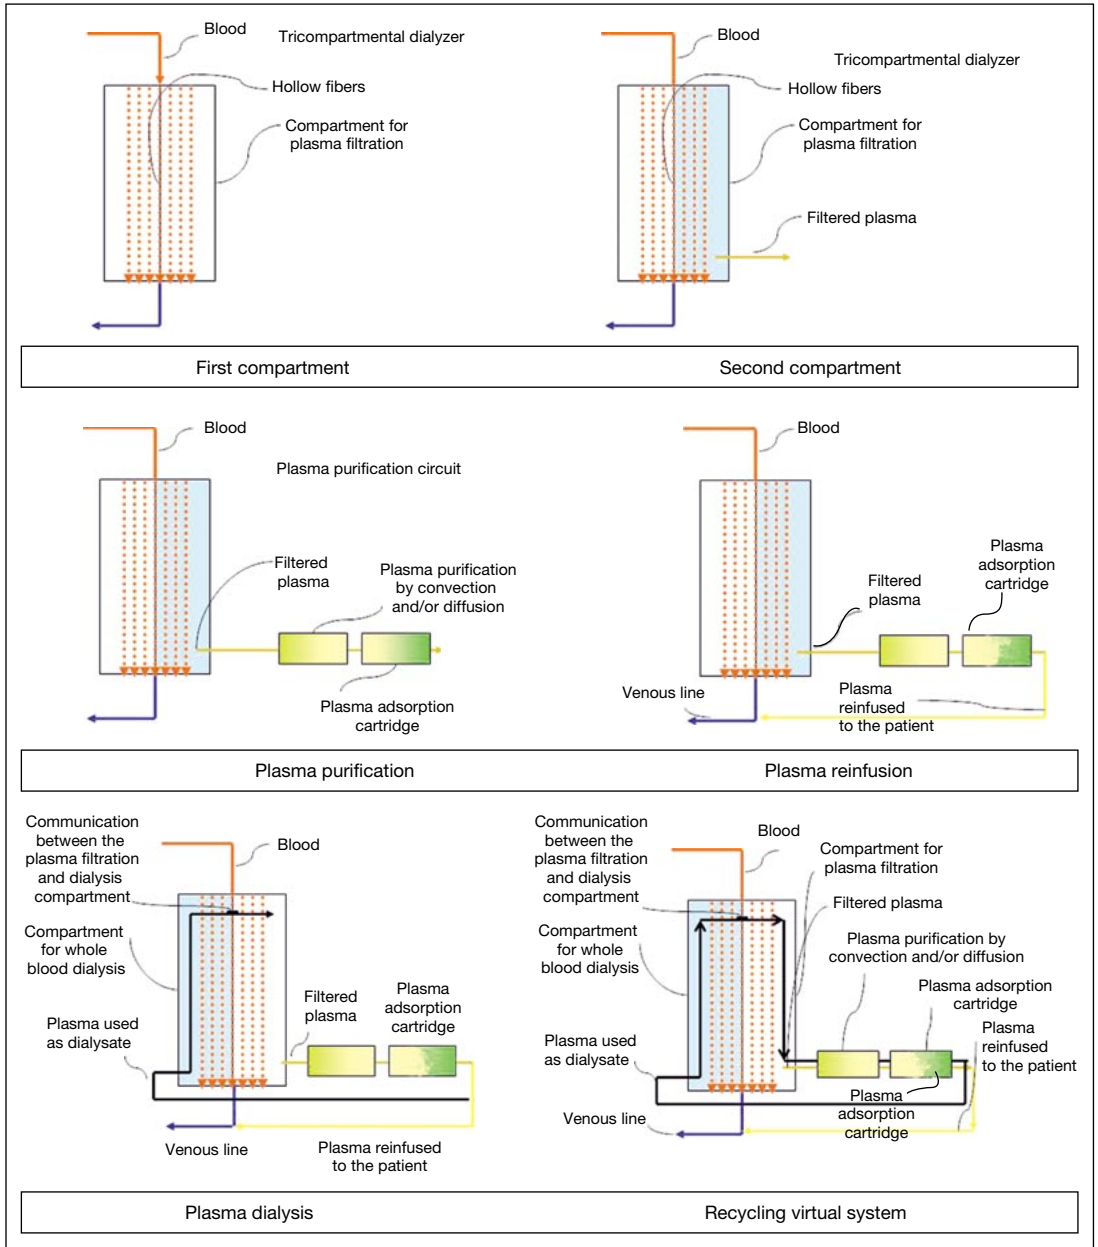 Blood
Tricompartmental dialyzer
Hollow fibers
Compartment for
plasma filtration
Blood
Tricompartmental dialyzer
Hollow fibers
Compartment for
plasma filtration
Filtered plasma
First compartment
Second compartment
Blood
Plasma purification circuit
Filtered
plasma
Plasma purification
by convection
and/or diffusion
Plasma adsorption
cartridge
Blood
Plasma
adsorption
cartridge
Filtered
plasma
Venous line
Plasma
reinfused
to the patient
Plasma purification
Plasma reinfusion
Communication
between the
plasma filtration
and dialysis
compartment
Blood
Compartment
for whole
blood dialysis
Filtered
plasma
Plasma
adsorption
cartridge
Plasma used
as dialysate
Venous line
Plasma reinfused
to the patient
Communication
between the
plasma filtration
and dialysis
compartment
Blood
Compartment for
plasma filtration
Filtered plasma
Compartment
for whole
blood dialysis
Plasma purification by
convection and/or diffusion
Plasma adsorption
cartridge
Plasma
reinfused
to the patient
Plasma used
as dialysate
Plasma
adsorption
cartridge
Venous line
Plasma dialysis
Recycling virtual system